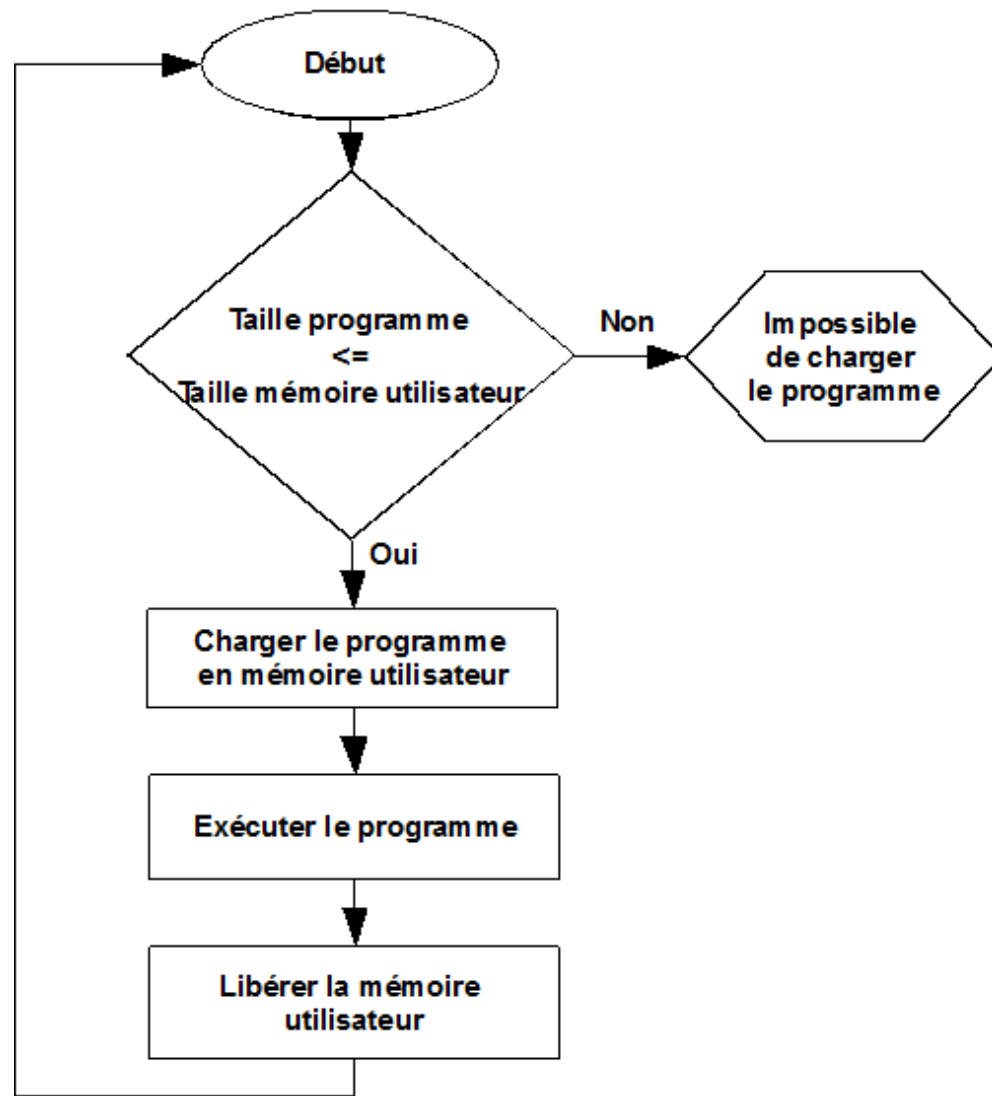 Début
Taille programme
<=
Taille mémoire utilisateur
Non
Impossible
de charger
le programme
Oui
Charger le programme
en mémoire utilisateur
Exécuter le programme
Libérer la mémoire
utilisateur